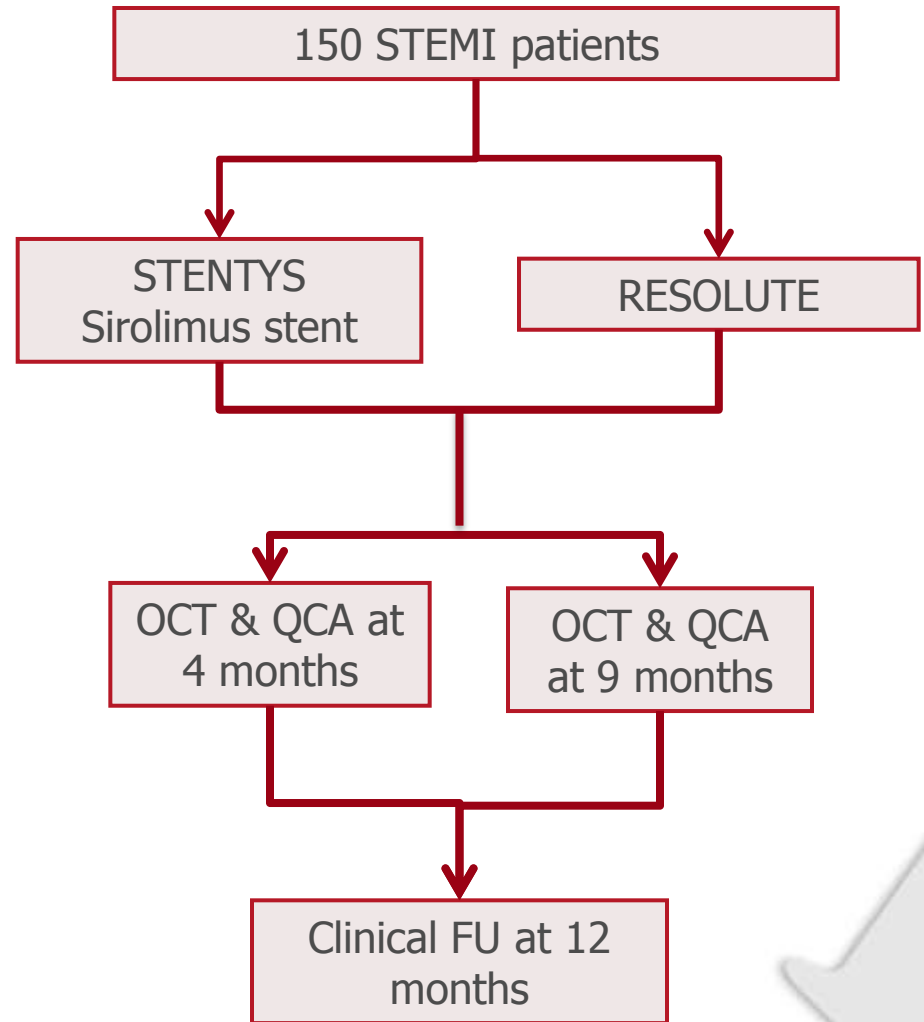 150 STEMI patients
STENTYS
Sirolimus stent
RESOLUTE
OCT & QCA at
4 months
OCT & QCA
at 9 months
Clinical FU at 12
months